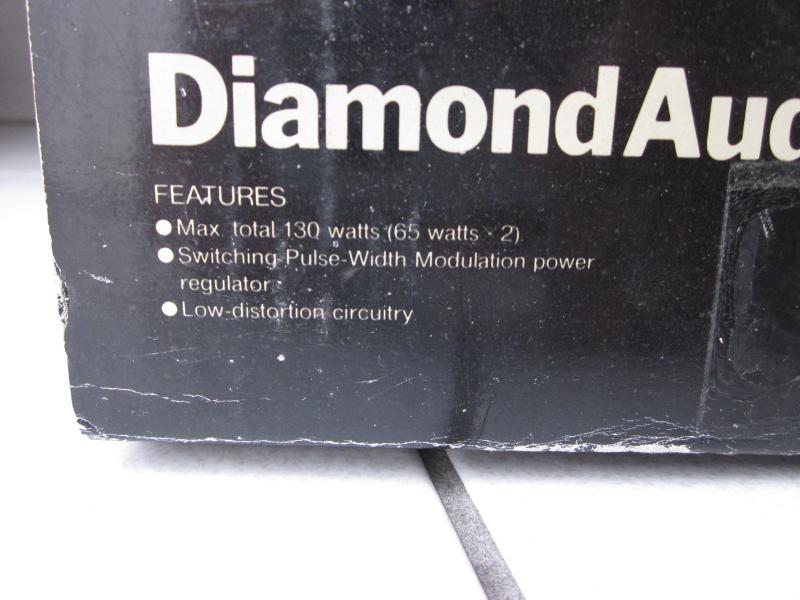 DiamondAud
FEATURES
● Max. total 130 watts (65 watts × 2)
● Switching Pulse-Width Modulation power
regulator.
● Low-distortion circuitry